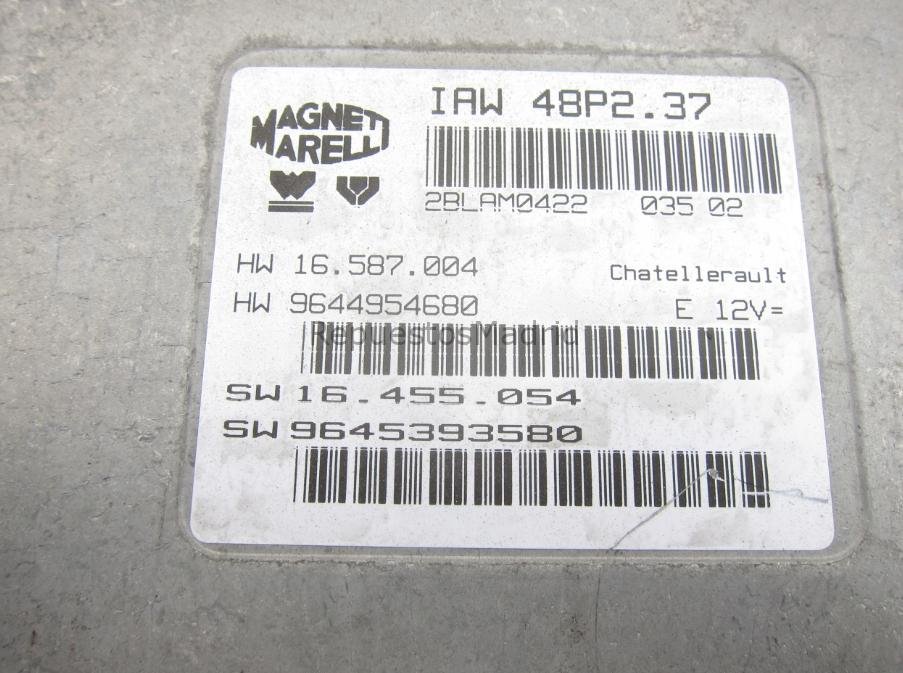 MAGNETI
MARELLI
IAW 48P2.37
2BLAM0422 035 02
HW 16.587.004
Chatellerault
HW 9644954680
E 12V=
RepuestosMadrid
SW 16.455.054
SW 9645393580